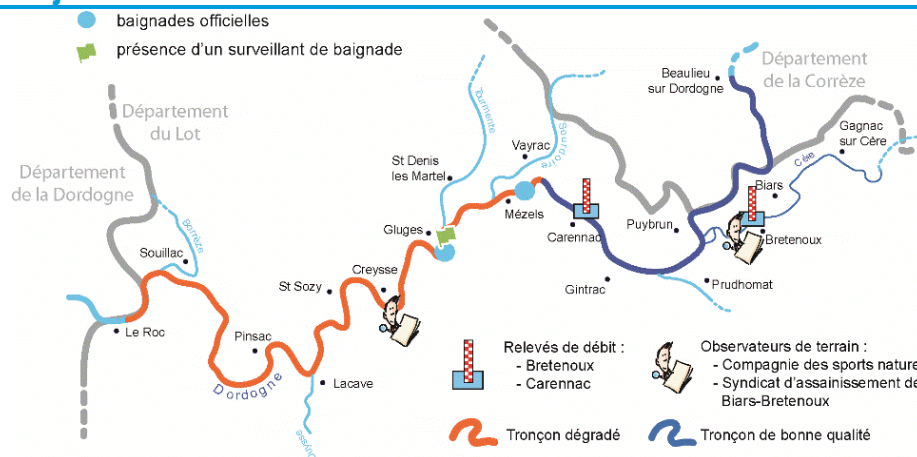 baignades officielles
présence d'un surveillant de baignade
Département
du Lot
Département
de la Dordogne
Département
de la Corrèze
Beaulieu
sur Dordogne
Gagnac
sur Cère
Tourmente
Sourdoire
Vayrac
St Denis
les Martel
Cère
Biars
Borrèze
Mézels
Souillac
Gluges
Carennac
Puybrun
Bretenoux
Creysse
St Sozy
Gintrac
Prudhomat
Le Roc
Pinsac
Lacave
Dordogne
Ouysse
Relevés de débit :
- Bretenoux
- Carennac
Observateurs de terrain :
- Compagnie des sports nature
- Syndicat d'assainissement de
Biars-Bretenoux
Tronçon dégradé
Tronçon de bonne qualité